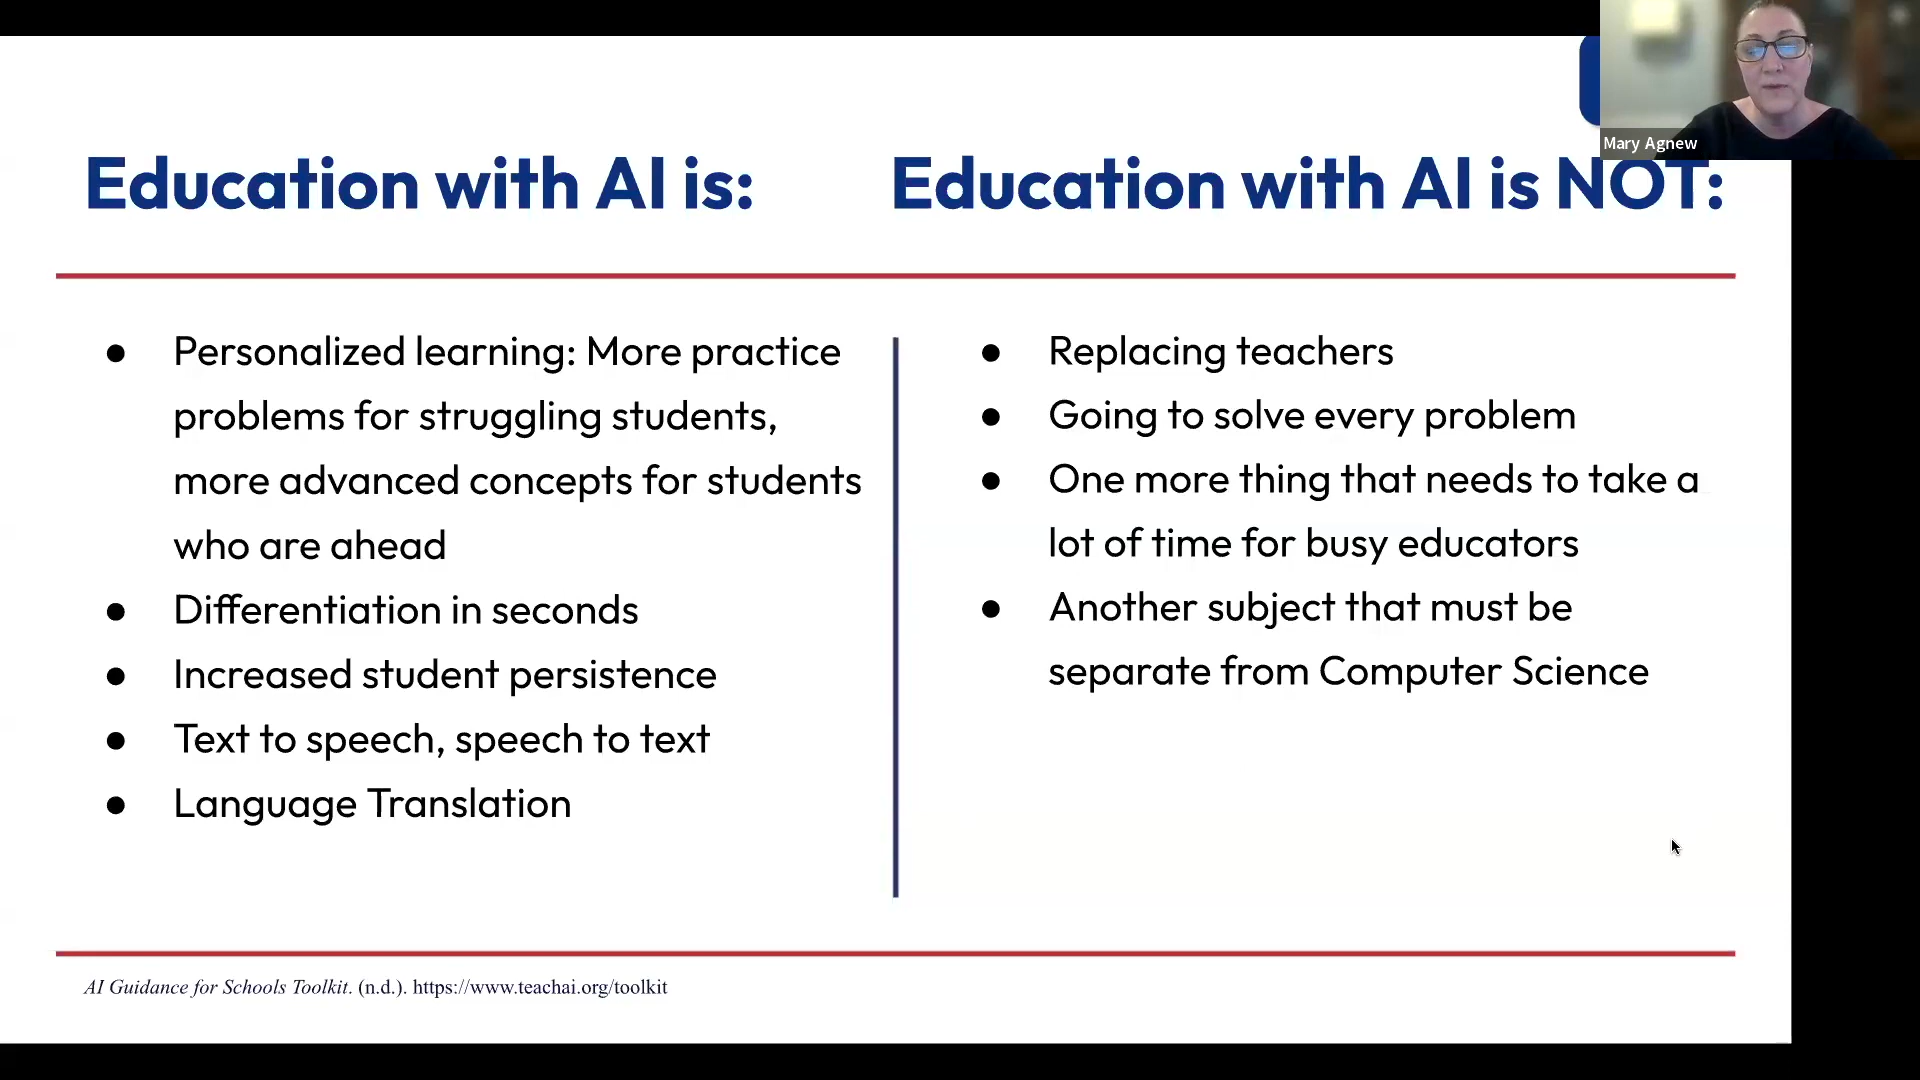 Mary Agnew
Education with AI is:
Education with AI is NOT:
● Personalized learning: More practice
problems for struggling students,
more advanced concepts for students
who are ahead
● Differentiation in seconds
● Increased student persistence
● Text to speech, speech to text
● Language Translation
● Replacing teachers
● Going to solve every problem
● One more thing that needs to take a
lot of time for busy educators
● Another subject that must be
separate from Computer Science
AI Guidance for Schools Toolkit. (n.d.). https://www.teachai.org/toolkit